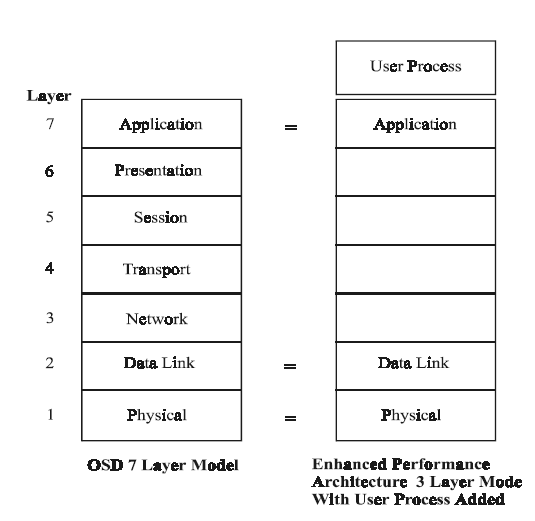 User Process
Layer
7 Application = Application
6 Presentation
5 Session
4 Transport
3 Network
2 Data Link = Data Link
1 Physical = Physical
OSD 7 Layer Model
Enhanced Performance
Architecture 3 Layer Mode
With User Process Added